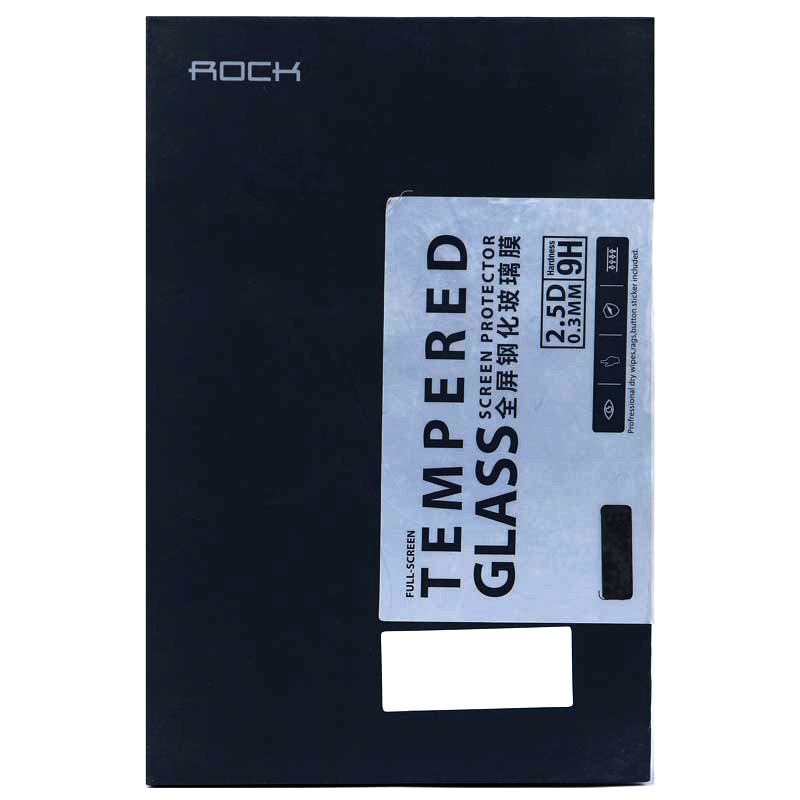 ROCK
FULL-SCREEN
TEMPERED
GLASS SCREEN PROTECTOR
全屏钢化玻璃膜
2.5D
0.3MM
Hardness
9H
Profressional dry wipes,rags,button sticker included.